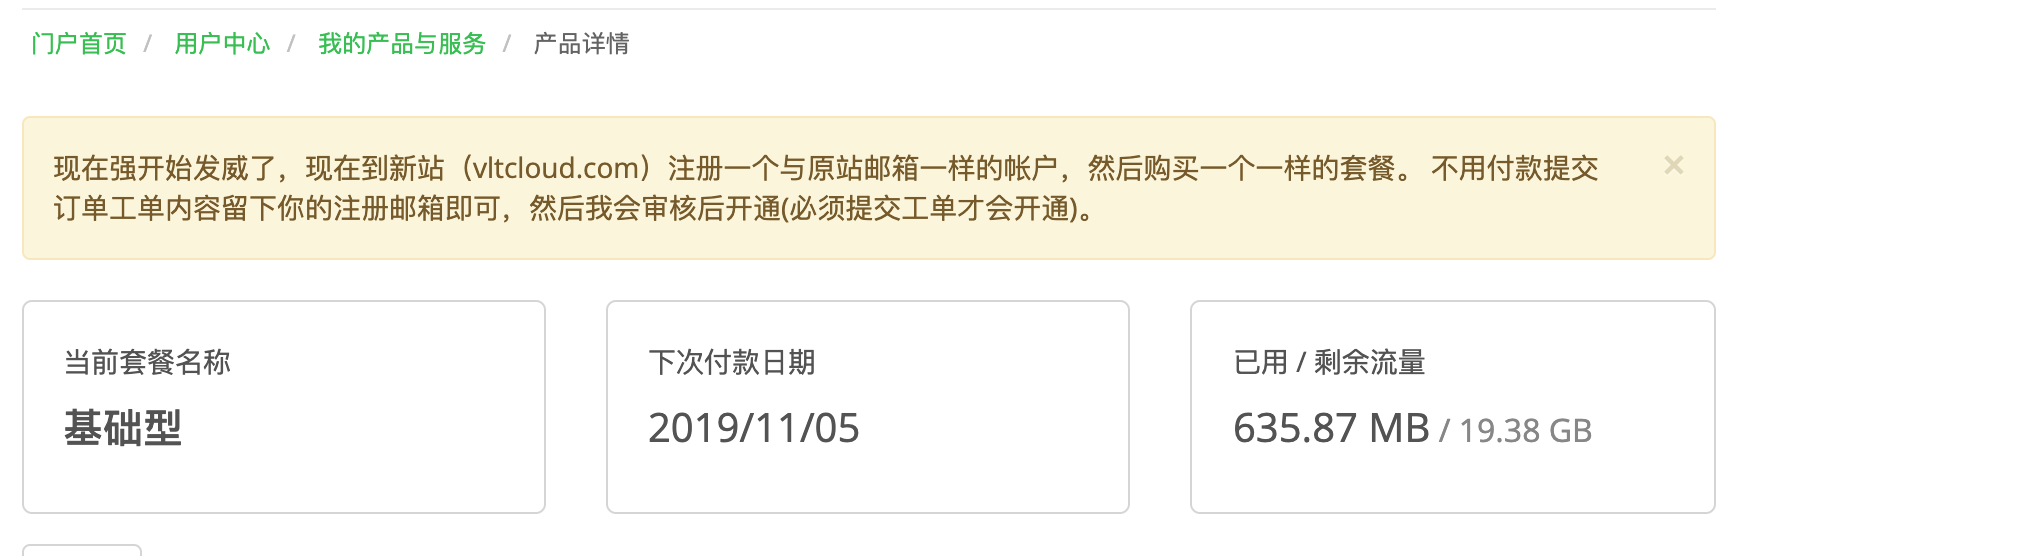 门户首页 / 用户中心 / 我的产品与服务 / 产品详情
现在强开始发威了，现在到新站（vltcloud.com）注册一个与原站邮箱一样的帐户，然后购买一个一样的套餐。 不用付款提交 ×
订单工单内容留下你的注册邮箱即可，然后我会审核后开通(必须提交工单才会开通)。
当前套餐名称
基础型
下次付款日期
2019/11/05
已用 / 剩余流量
635.87 MB / 19.38 GB